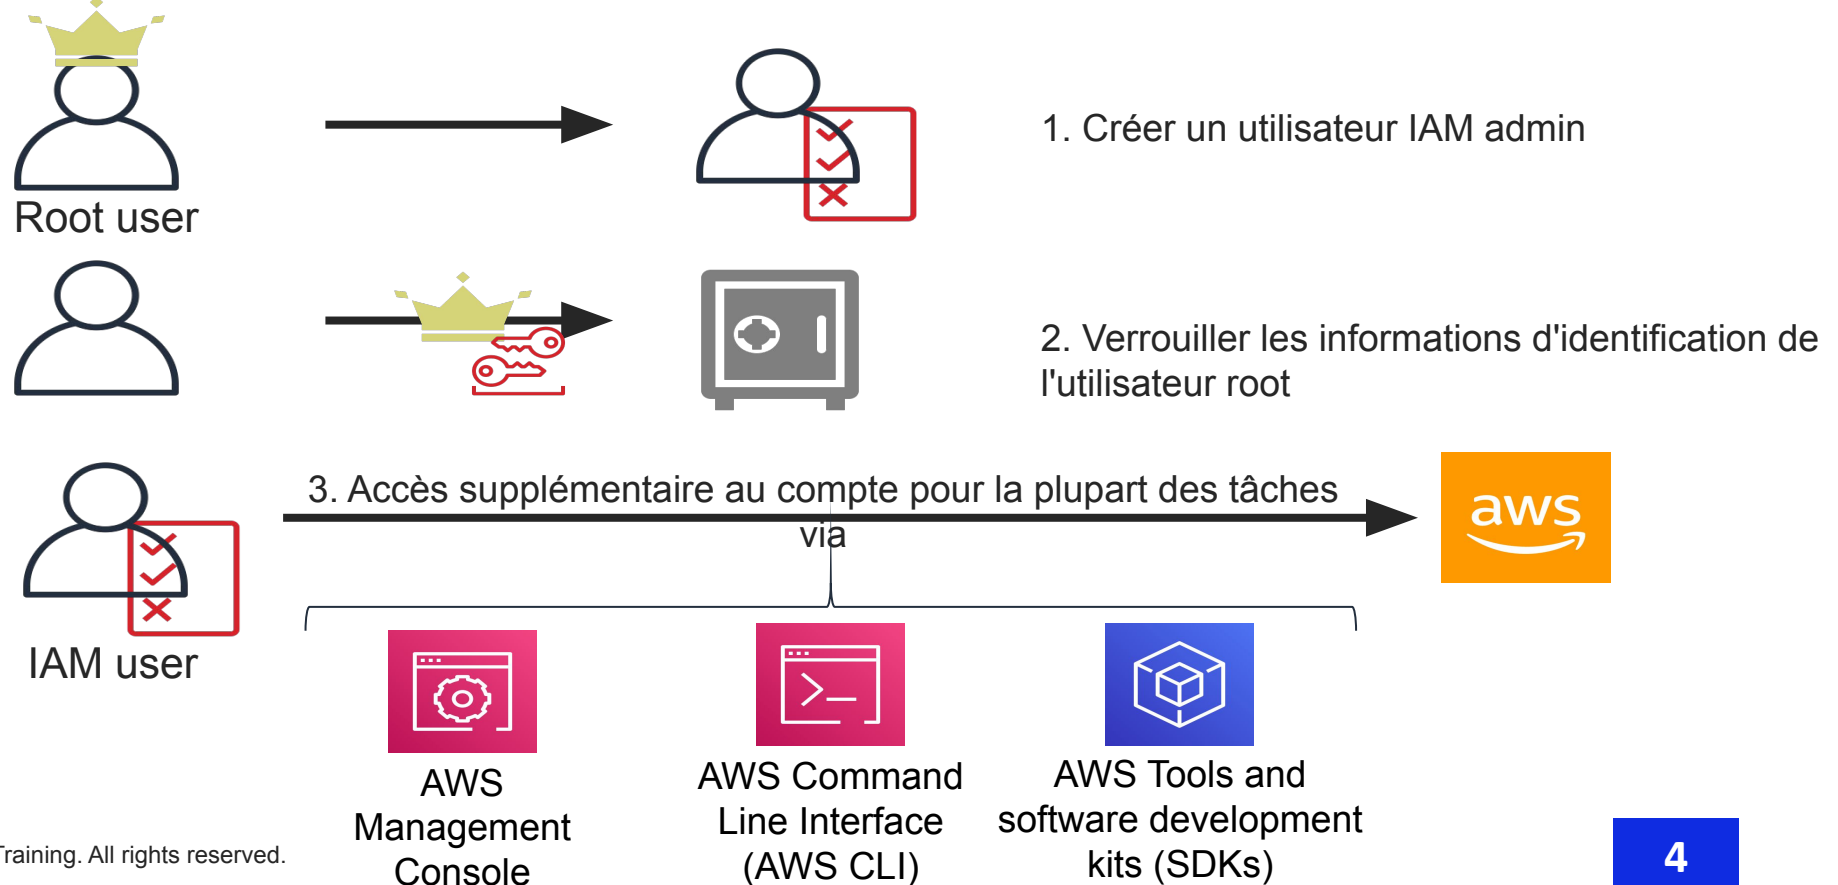 1. Créer un utilisateur IAM admin
Root user
2. Verrouiller les informations d'identification de
l'utilisateur root
3. Accès supplémentaire au compte pour la plupart des tâches
via
aws
IAM user
AWS
Management
Console
AWS Command
Line Interface
(AWS CLI)
AWS Tools and
software development
kits (SDKs)
Training. All rights reserved.
4